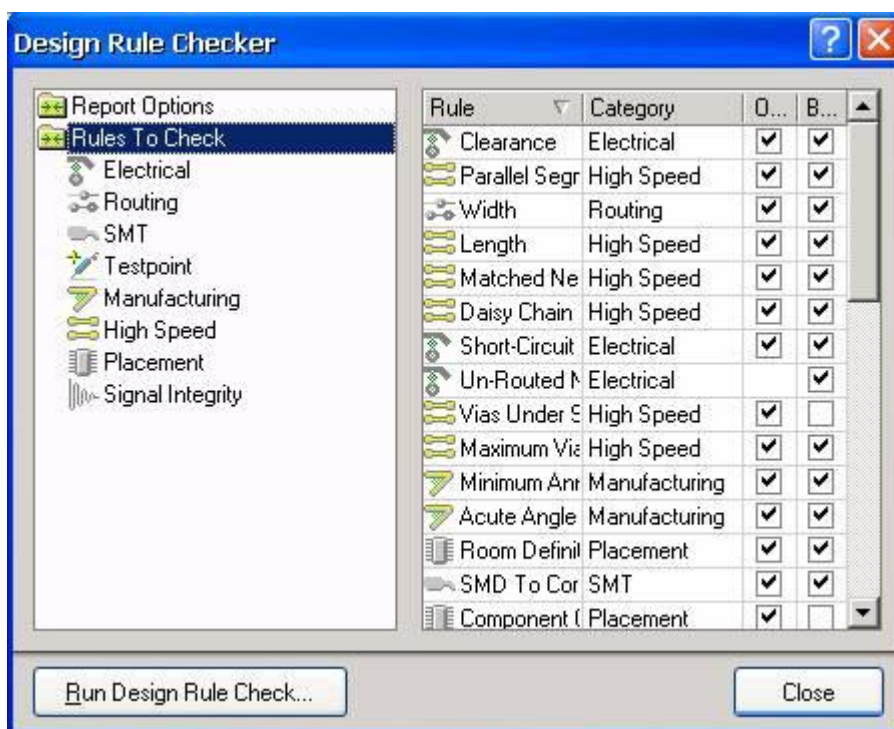 Design Rule Checker
Report Options
Rules To Check
Electrical
Routing
SMT
Testpoint
Manufacturing
High Speed
Placement
Signal Integrity
Rule Category O... B...
Clearance Electrical
Parallel Segr High Speed
Width Routing
Length High Speed
Matched Ne High Speed
Daisy Chain High Speed
Short-Circuit Electrical
Un-Routed N Electrical
Vias Under S High Speed
Maximum Via High Speed
Minimum Anr Manufacturing
Acute Angle Manufacturing
Room Definit Placement
SMD To Cor SMT
Component ( Placement
Run Design Rule Check...
Close